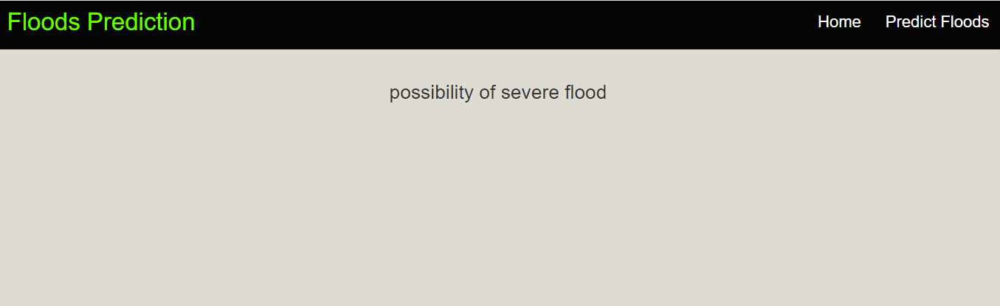 Floods Prediction
Home
Predict Floods
possibility of severe flood